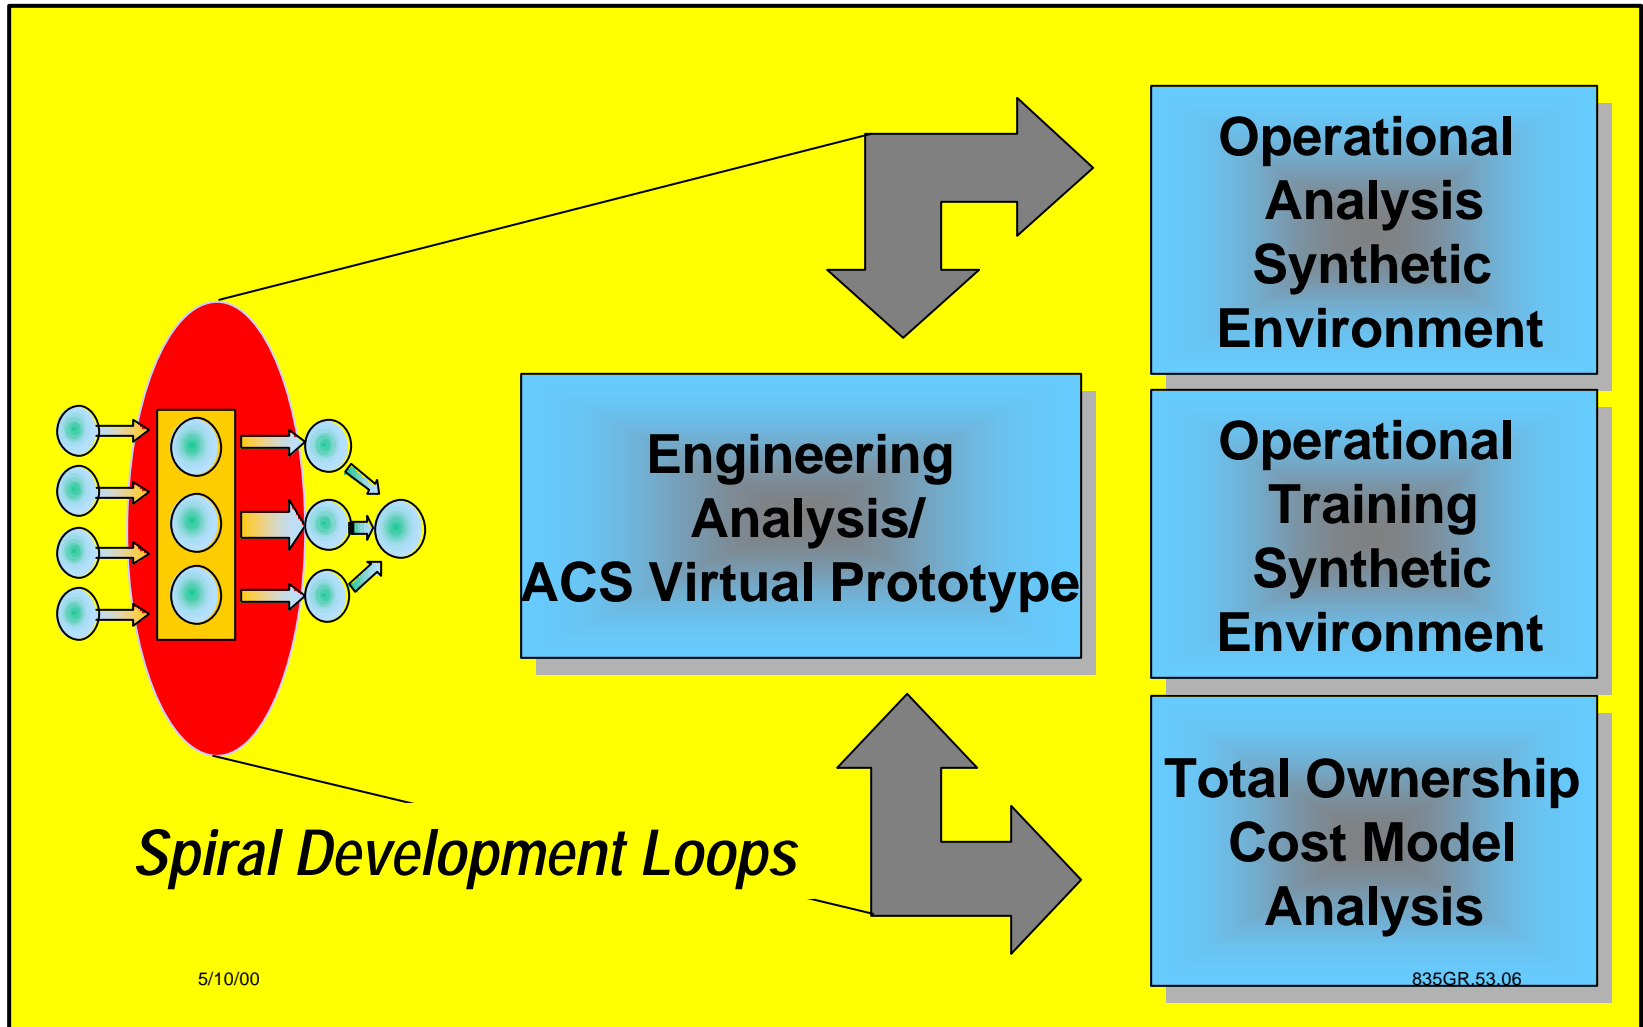 Operational
Analysis
Synthetic
Environment
Engineering
Analysis/
ACS Virtual Prototype
Operational
Training
Synthetic
Environment
Total Ownership
Cost Model
Analysis
Spiral Development Loops
5/10/00
835GR.53.06